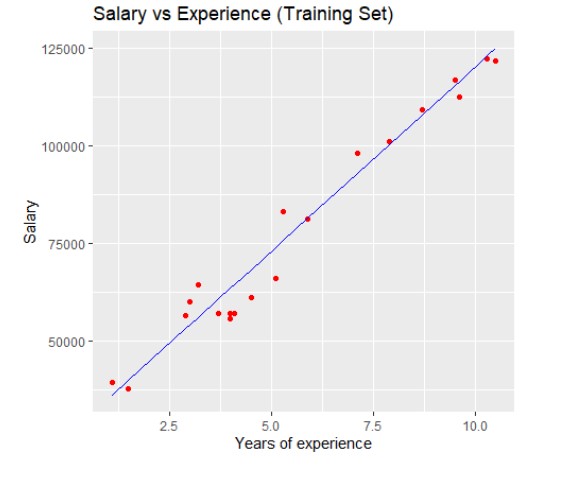 Salary vs Experience (Training Set)
125000
100000
75000
50000
Salary
2.5 5.0 7.5 10.0
Years of experience